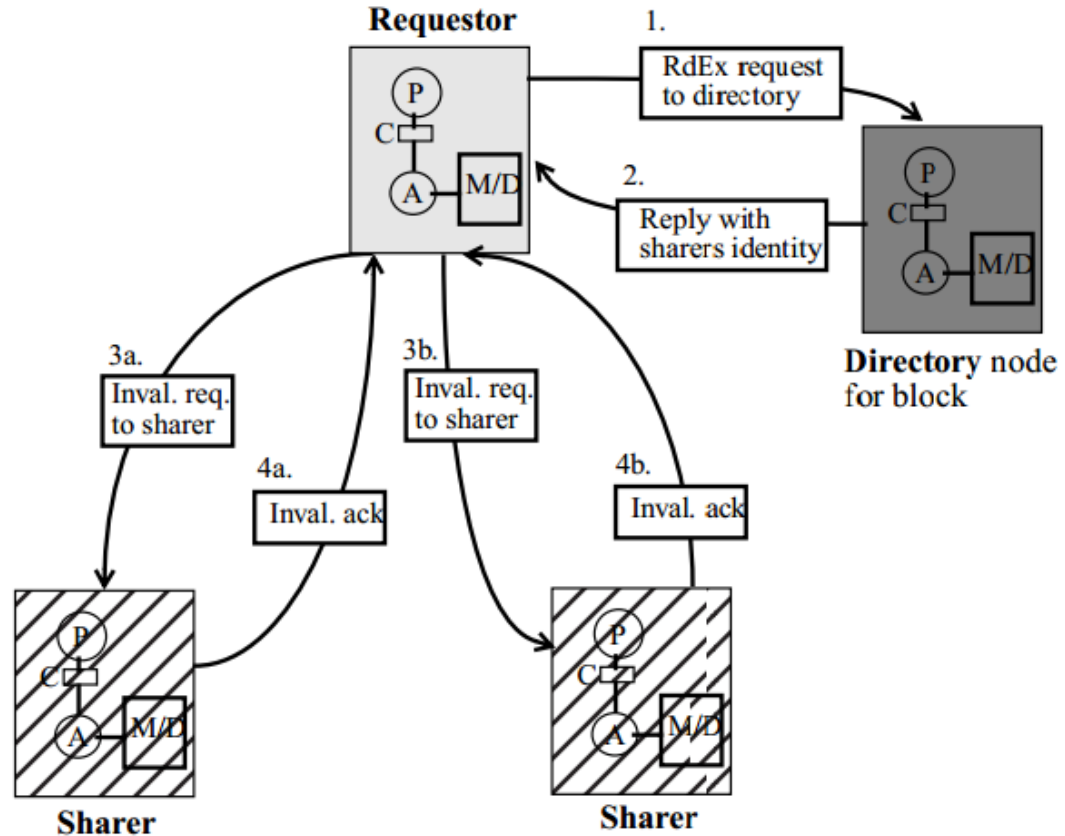 Requestor
1.
RdEx request
to directory
P
C
A
M/D
P
C
A
M/D
2.
Reply with
sharers identity
Directory node
for block
3a.
Inval. req.
to sharer
3b.
Inval. req.
to sharer
4a.
Inval. ack
4b.
Inval. ack
P
C
A
M/D
Sharer
P
C
A
M/D
Sharer